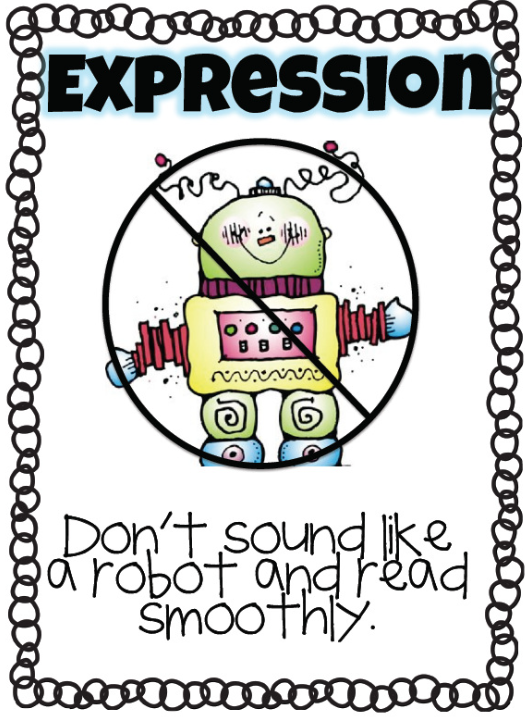 Expression
Don't sound like
a robot and read
smoothly.